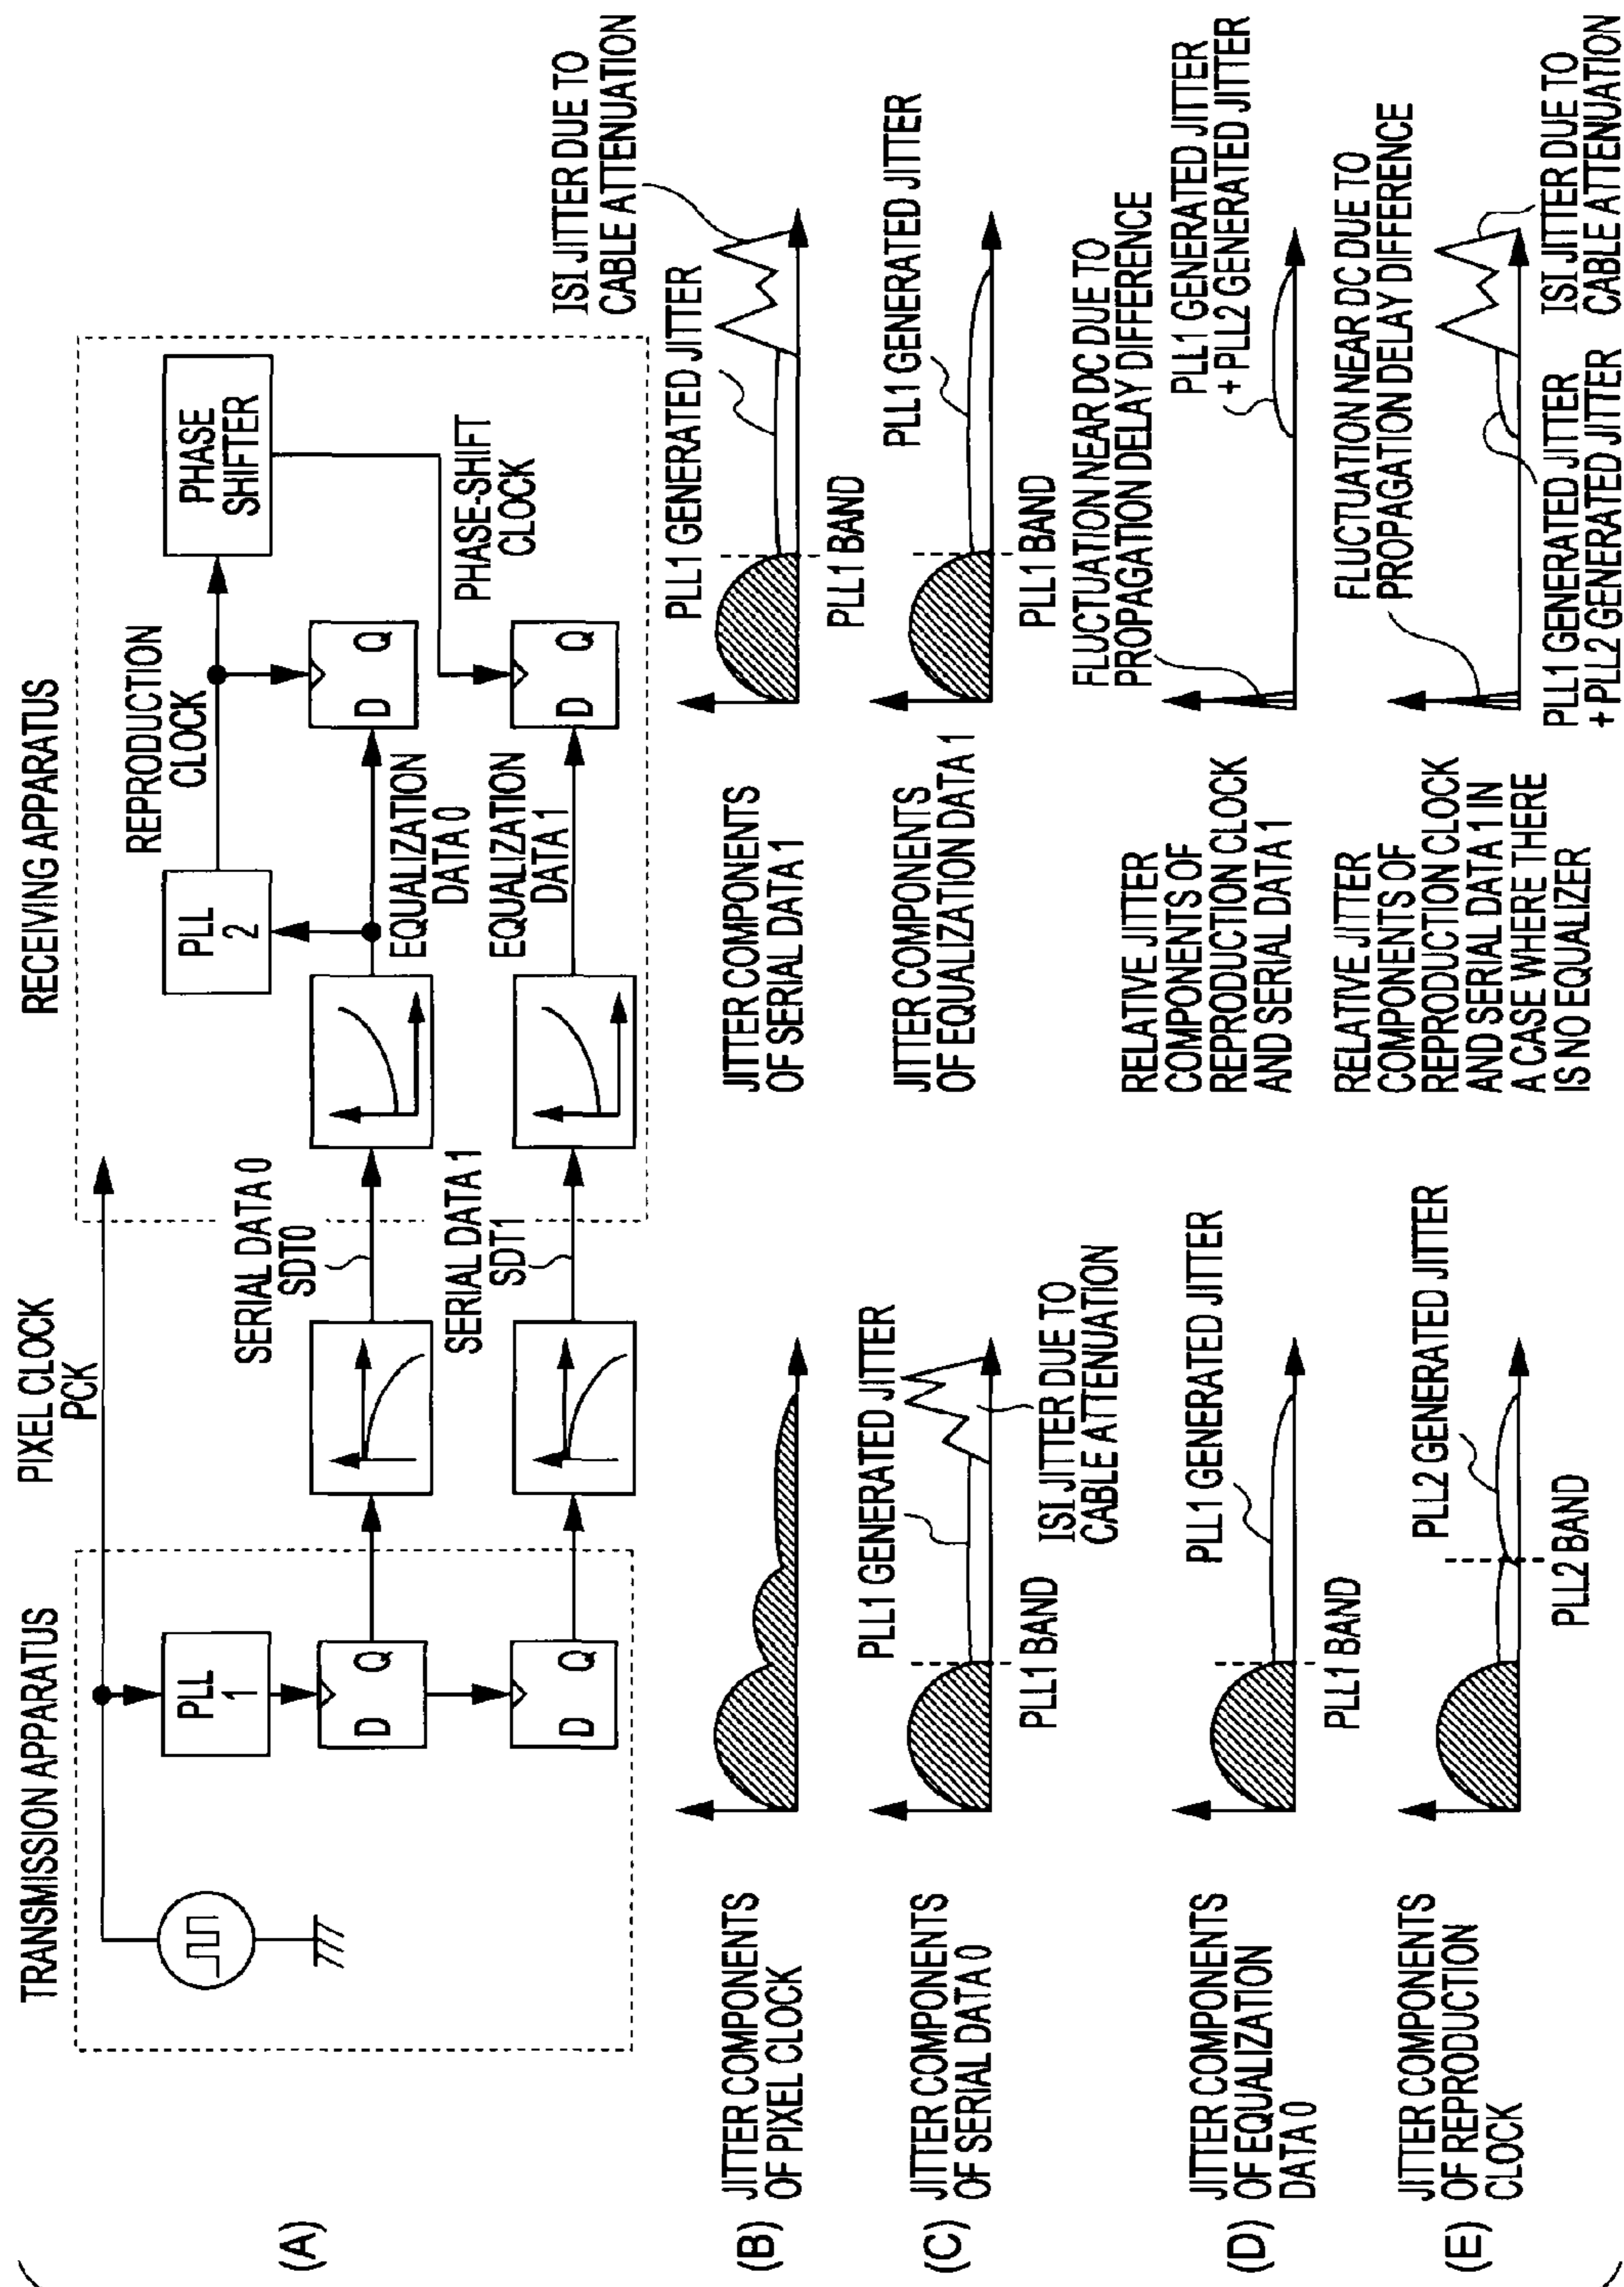 (A)
TRANSMISSION APPARATUS
PIXEL CLOCK
PCK
RECEIVING APPARATUS
PLL
1
D Q
D Q
SERIAL DATA 0
SDT0
SERIAL DATA 1
SDT1
PLL
2
REPRODUCTION
CLOCK
PHASE
SHIFTER
EQUALIZATION
DATA 0
EQUALIZATION
DATA 1
D Q
D Q
PHASE-SHIFT
CLOCK
(B)
JITTER COMPONENTS
OF PIXEL CLOCK
JITTER COMPONENTS
OF SERIAL DATA 1
PLL1 GENERATED JITTER
ISI JITTER DUE TO
CABLE ATTENUATION
PLL1 BAND
(C)
JITTER COMPONENTS
OF SERIAL DATA 0
PLL1 GENERATED JITTER
PLL1 BAND
ISI JITTER DUE TO
CABLE ATTENUATION
JITTER COMPONENTS
OF EQUALIZATION DATA 1
PLL1 GENERATED JITTER
PLL1 BAND
(D)
JITTER COMPONENTS
OF EQUALIZATION
DATA 0
PLL1 GENERATED JITTER
PLL1 BAND
RELATIVE JITTER
COMPONENTS OF
REPRODUCTION CLOCK
AND SERIAL DATA 1
FLUCTUATION NEAR DC DUE TO
PROPAGATION DELAY DIFFERENCE
PLL1 GENERATED JITTER
+ PLL2 GENERATED JITTER
(E)
JITTER COMPONENTS
OF REPRODUCTION
CLOCK
PLL2 GENERATED JITTER
PLL2 BAND
RELATIVE JITTER
COMPONENTS OF
REPRODUCTION CLOCK
AND SERIAL DATA 1 IN
A CASE WHERE THERE
IS NO EQUALIZER
FLUCTUATION NEAR DC DUE TO
PROPAGATION DELAY DIFFERENCE
PLL1 GENERATED JITTER
+ PLL2 GENERATED JITTER
ISI JITTER DUE TO
CABLE ATTENUATION